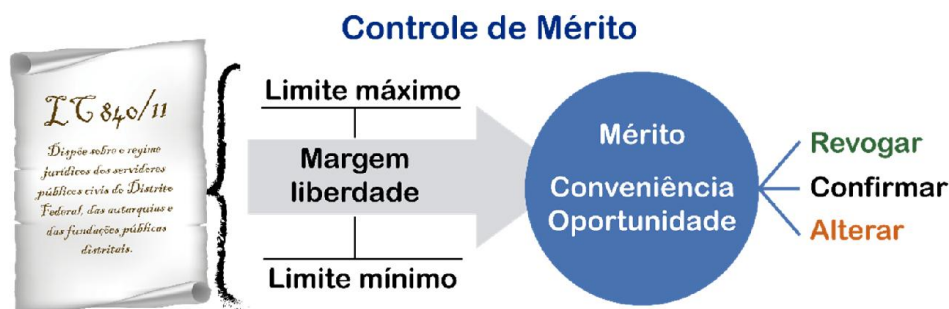 Controle de Mérito
LC 840/11
Dispõe sobre o regime
jurídicos dos servidores
públicos civis do Distrito
Federal, das autarquias e
das fundações públicas
distritais.
Limite máximo
Margem
liberdade
Limite mínimo
Mérito
Conveniência
Oportunidade
Revogar
Confirmar
Alterar